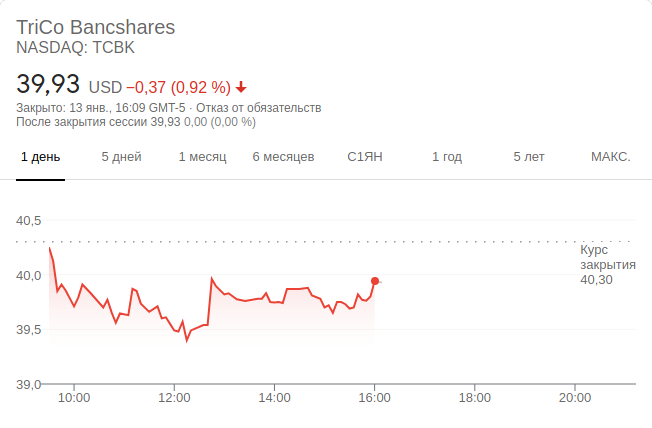 TriCo Bancshares
NASDAQ: TCBK
39,93 USD −0,37 (0,92 %)
Закрыто: 13 янв., 16:09 GMT-5 · Отказ от обязательств
После закрытия сессии 39,93 0,00 (0,00 %)
1 день 5 дней 1 месяц 6 месяцев С1ЯН 1 год 5 лет МАКС.
40,5
Курс
закрытия
40,30
40,0
39,5
39,0
10:00 12:00 14:00 16:00 18:00 20:00